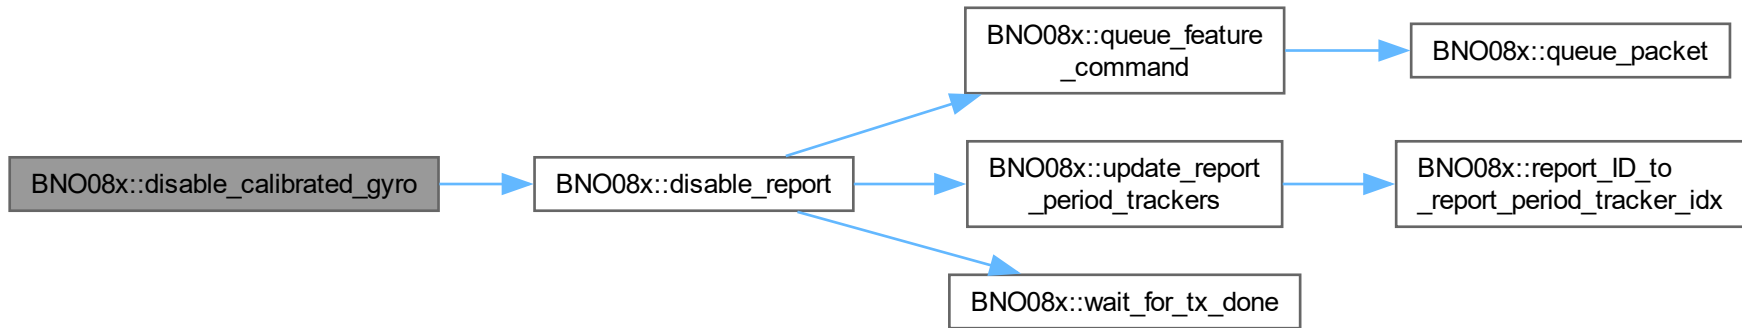 BNO08x::disable_calibrated_gyro
BNO08x::disable_report
BNO08x::queue_feature
_command
BNO08x::queue_packet
BNO08x::update_report
_period_trackers
BNO08x::report_ID_to
_report_period_tracker_idx
BNO08x::wait_for_tx_done